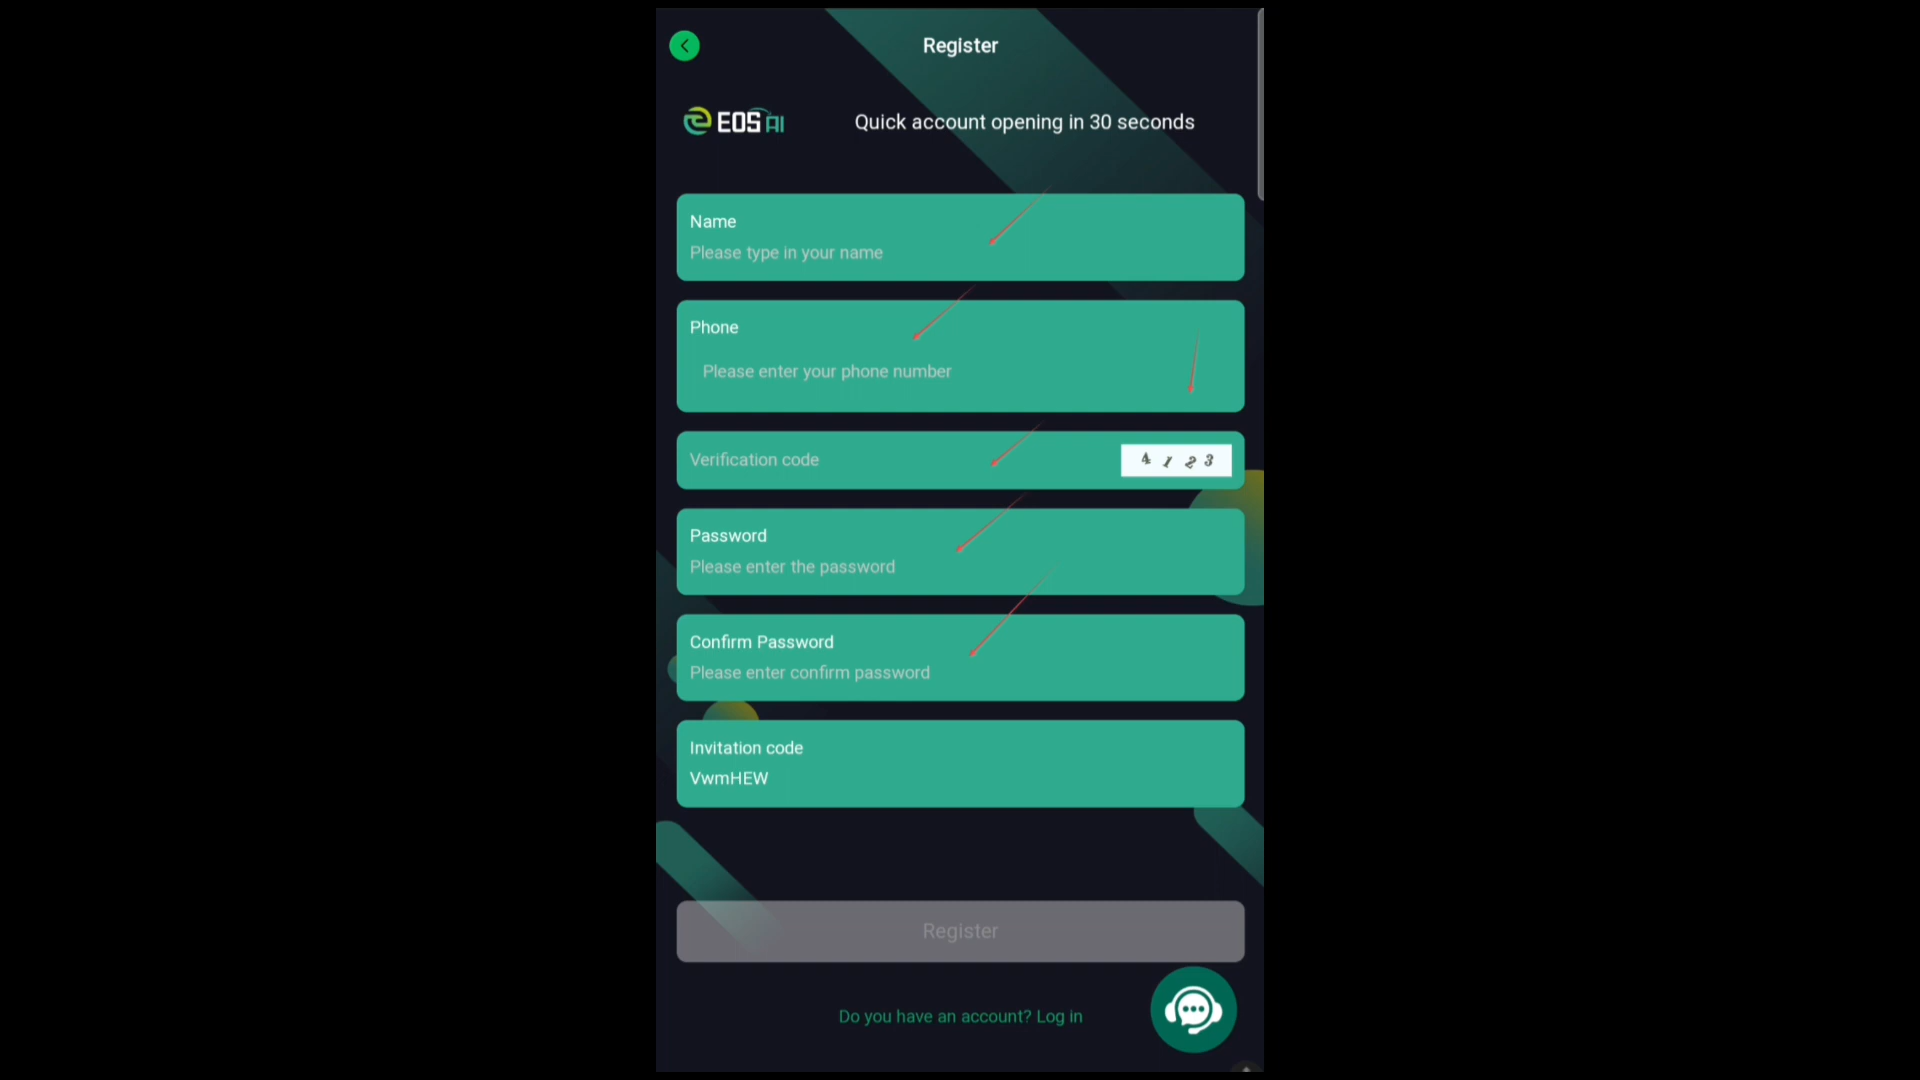 Register
EOS AI
Quick account opening in 30 seconds
Name
Please type in your name
Phone
Please enter your phone number
Verification code
4 1 2 3
Password
Please enter the password
Confirm Password
Please enter confirm password
Invitation code
VwmHEW
Register
Do you have an account? Log in